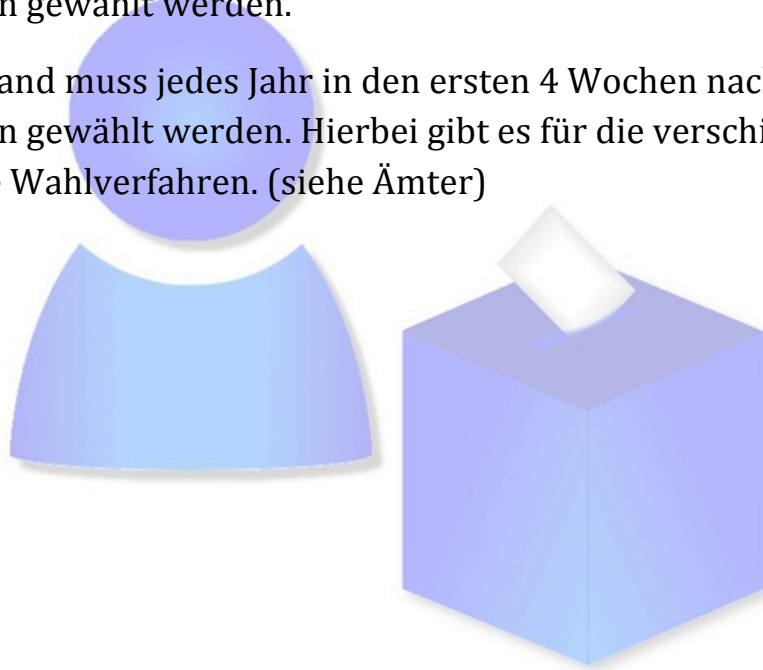 n gewählt werden.
and muss jedes Jahr in den ersten 4 Wochen nach
n gewählt werden. Hierbei gibt es für die verschi
e Wahlverfahren. (siehe Ämter)